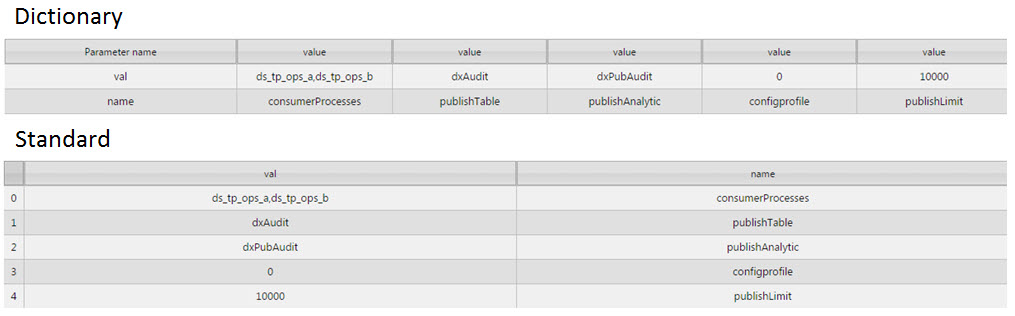 Dictionary
Parameter name value value value value value
val ds_tp_ops_a,ds_tp_ops_b dxAudit dxPubAudit 0 10000
name consumerProcesses publishTable publishAnalytic configprofile publishLimit
Standard
val name
0 ds_tp_ops_a,ds_tp_ops_b consumerProcesses
1 dxAudit publishTable
2 dxPubAudit publishAnalytic
3 0 configprofile
4 10000 publishLimit